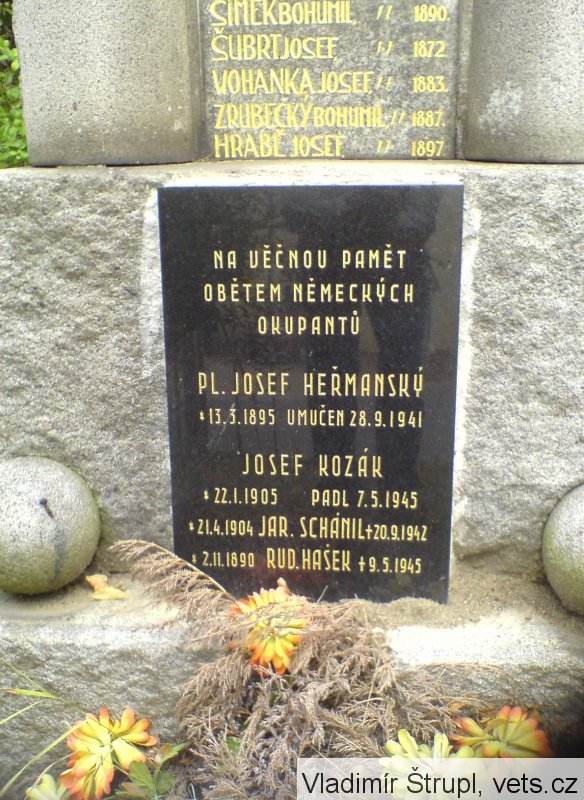 ŠIMEK BOHUMIL, " 1890.
ŠUBRT JOSEF, " 1872.
VOHANKA JOSEF, " 1883.
ZRUBECKÝ BOHUMIL, " 1887.
HRABĚ JOSEF, " 1897.
NA VĚČNOU PAMĚT
OBĚTEM NĚMECKÝCH
OKUPANTŮ
PL. JOSEF HEŘMANSKÝ
* 13.3.1895 UMUČEN 28.9.1941
JOSEF KOZÁK
* 22.1.1905 PADL 7.5.1945
* 21.4.1904 JAR. SCHÁNIL + 20.9.1942
* 2.11.1890 RUD. HAŠEK + 9.5.1945
Vladimír Štrupl, vets.cz